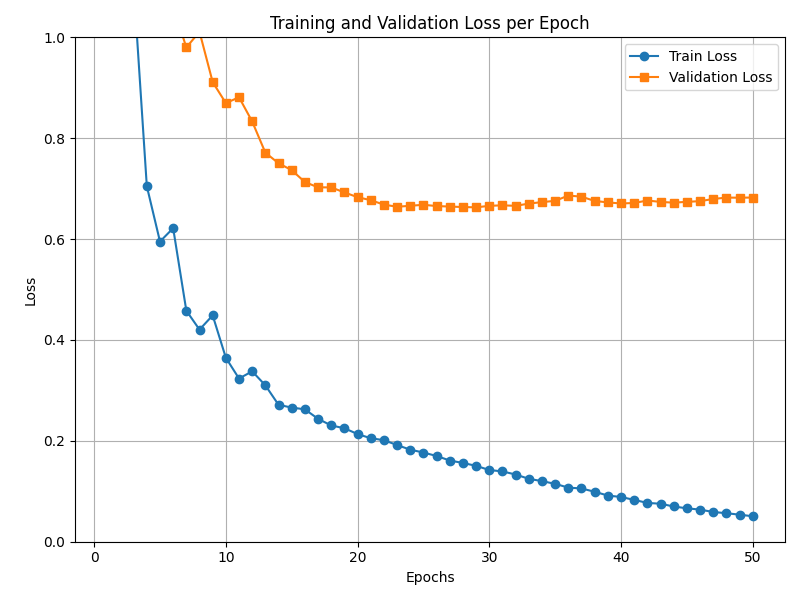 Training and Validation Loss per Epoch
Train Loss
Validation Loss
Loss
1.0
0.8
0.6
0.4
0.2
0.0
0 10 20 30 40 50
Epochs